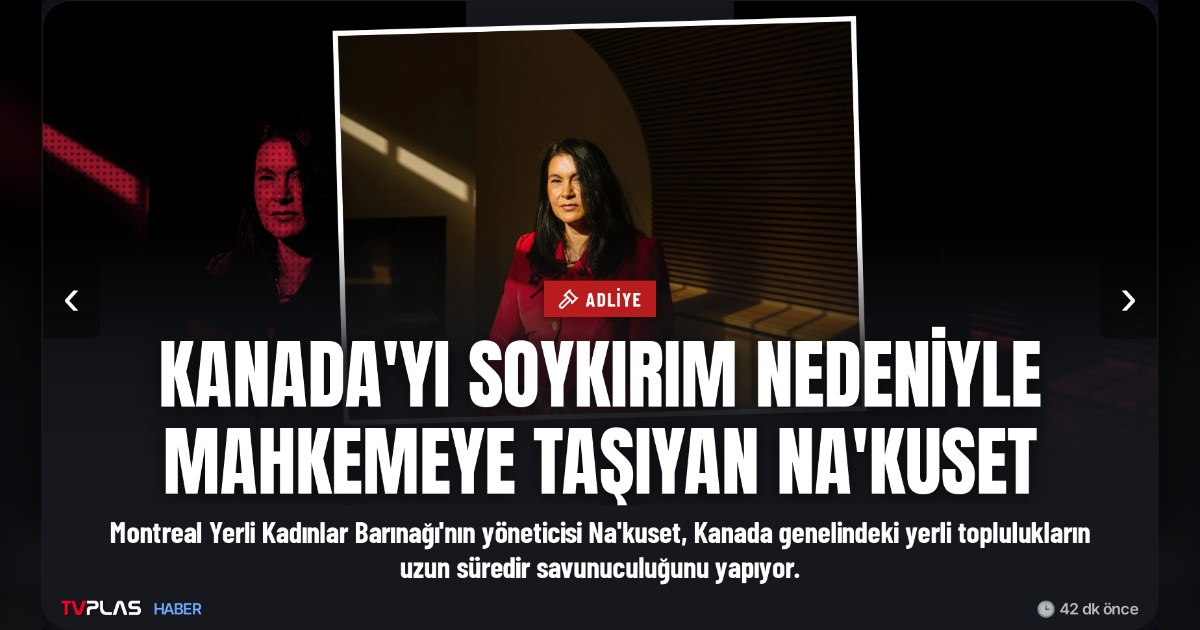 ADLİYE
KANADA'YI SOYKIRIM NEDENİYLE
MAHKEMEYE TAŞIYAN NA'KUSET
Montreal Yerli Kadınlar Barınağı'nın yöneticisi Na'kuset, Kanada genelindeki yerli toplulukların
uzun süredir savunuculuğunu yapıyor.
TVPLAS HABER
42 dk önce